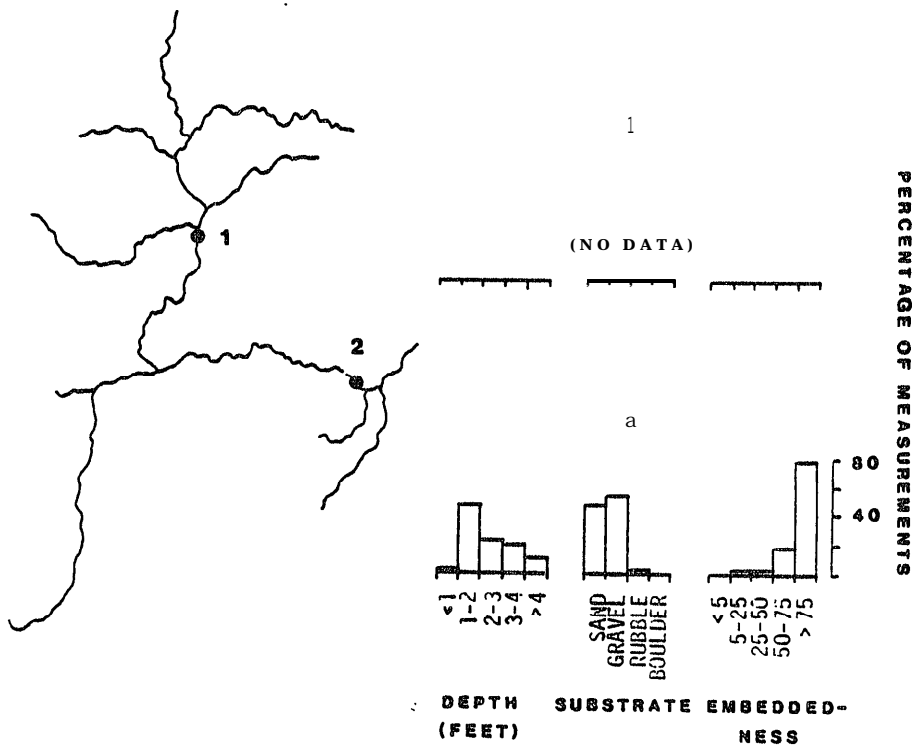 1
(NO DATA)
1
2
a
80
40
PERCENTAGE OF MEASUREMENTS
<1
1-2
2-3
3-4
>4
SAND
GRAVEL
RUBBLE
BOULDER
<5
5-25
25-50
50-75
>75
DEPTH
(FEET)
SUBSTRATE
EMBEDDED-
NESS